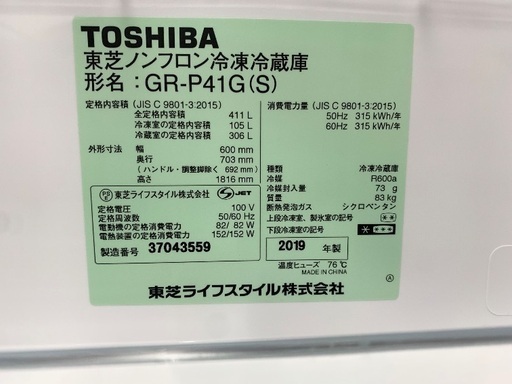 TOSHIBA
東芝ノンフロン冷凍冷蔵庫
形名：GR-P41G(S)
定格内容積（JIS C 9801-3:2015）
全定格内容積 411 L
冷凍室の定格内容積 105 L
冷蔵室の定格内容積 306 L
外形寸法 幅 600 mm
奥行 703 mm
（ハンドル・調整脚除く 692 mm）
高さ 1816 mm
消費電力量（JIS C 9801-3:2015）
50Hz 315 kWh/年
60Hz 315 kWh/年
種類 冷凍冷蔵庫
冷媒 R600a
冷媒封入量 73 g
質量 83 kg
断熱発泡ガス シクロペンタン
上段冷凍室、製氷室の記号
下段冷凍室の記号
PS E 東芝ライフスタイル株式会社 JET
定格電圧 100 V
定格周波数 50/60 Hz
電動機の定格消費電力 82/ 82 W
電熱装置の定格消費電力 152/152 W
製造番号 37043559
2019 年製
温度ヒューズ 76℃
MADE IN CHINA
A
東芝ライフスタイル株式会社